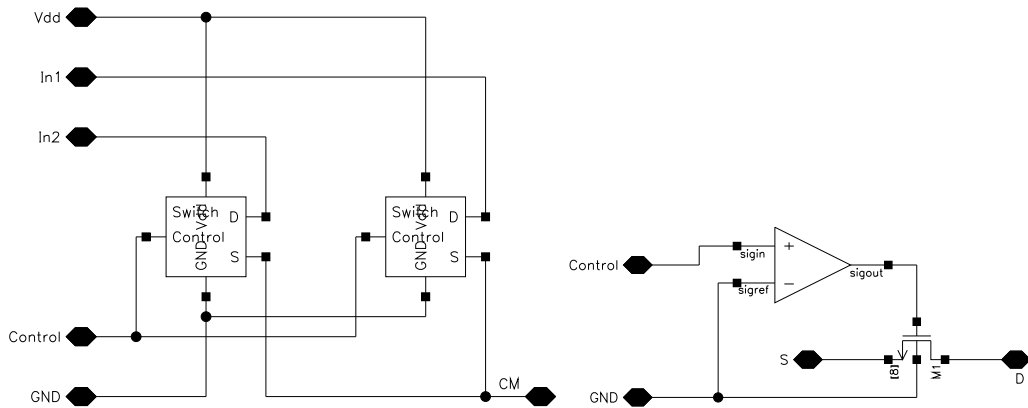 Vdd
In1
In2
Switch
Control
Vdd
GND
D
S
Switch
Control
Vdd
GND
D
S
Control
GND
CM
Control
sigin
+
sigref
−
sigout
S
[8]
M1
D
GND